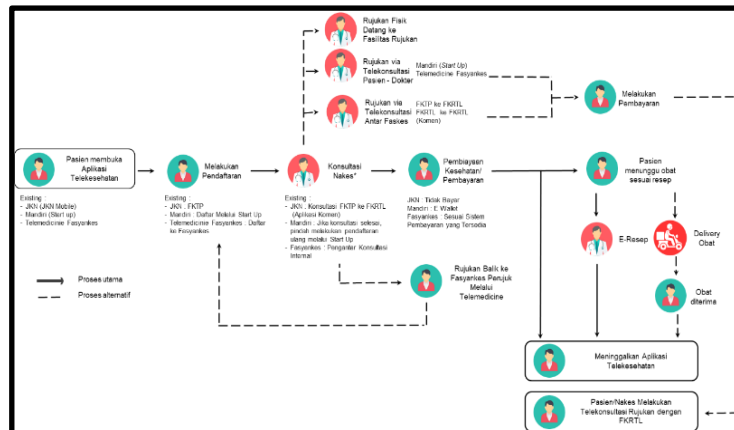 Rujukan Fisik
Datang ke
Fasilitas Rujukan
Rujukan via
Telekonsultasi
Pasien - Dokter
Mandiri (Start Up)
Telemedicine Fasyankes
Rujukan via
Telekonsultasi
Antar Faskes
FKTP ke FKRTL
FKRTL ke FKRTL
(Komen)
Melakukan
Pembayaran
Pasien membuka
Aplikasi
Telekesehatan
Melakukan
Pendaftaran
Konsultasi
Nakes*
Pembiayaan
Kesehatan/
Pembayaran
Pasien
menunggu obat
sesuai resep
Existing :
- JKN (JKN Mobile)
- Mandiri (Start up)
- Telemedicine Fasyankes
Existing :
- JKN : FKTP
- Mandiri : Daftar Melalui Start Up
- Telemedicinie Fasyankes : Daftar
ke Fasyankes
Existing :
- JKN : Konsultasi FKTP ke FKRTL
(Aplikasi Komen)
- Mandiri : Jika konsultasi selesai,
pindah melakukan pendaftaran
ulang melalui Start Up
- Fasyankes : Pengantar Konsultasi
Internal
JKN : Tidak Bayar
Mandiri : E Wallet
Fasyankes : Sesuai Sistem
Pembayaran yang Tersedia
E-Resep
Delivery
Obat
Obat
diterima
Proses utama
Proses alternatif
Rujukan Balik ke
Fasyankes Perujuk
Melalui
Telemedicine
Meninggalkan Aplikasi
Telekesehatan
Pasien/Nakes Melakukan
Telekonsultasi Rujukan dengan
FKRTL